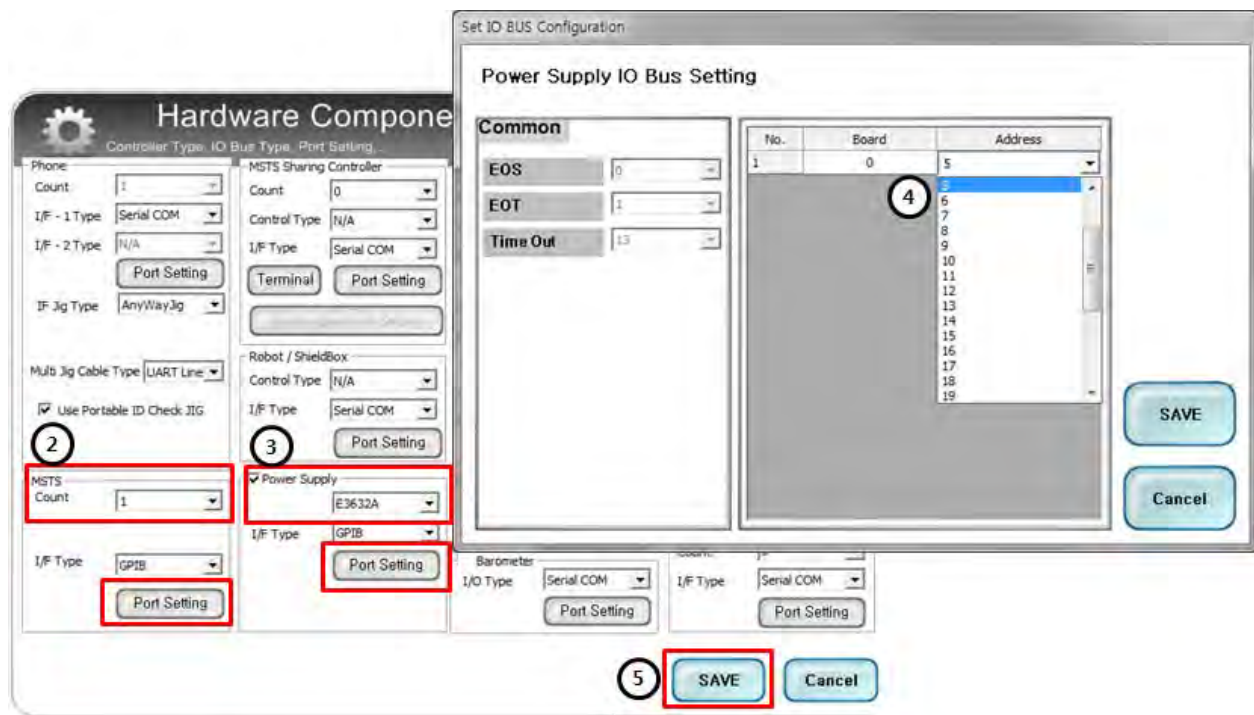 Set IO BUS Configuration
Power Supply IO Bus Setting
Common
EOS 0
EOT 1
Time Out 13
No. Board Address
1 0 5
4
5
6
7
8
9
10
11
12
13
14
15
16
17
18
19
SAVE
Cancel
Hardware Compone
Controller Type, IO Bus Type, Port Setting...
Phone
Count 1
I/F - 1 Type Serial COM
I/F - 2 Type N/A
Port Setting
IF Jig Type AnyWayJig
Multi Jig Cable Type UART Line
Use Portable ID Check JIG
2
MSTS
Count 1
I/F Type GPIB
Port Setting
MSTS Sharing Controller
Count 0
Control Type N/A
I/F Type Serial COM
Terminal Port Setting
Robot / ShieldBox
Control Type N/A
I/F Type Serial COM
Port Setting
3
Power Supply
E3632A
I/F Type GPIB
Port Setting
Barometer
I/O Type Serial COM
Port Setting
I/F Type Serial COM
Port Setting
5
SAVE
Cancel